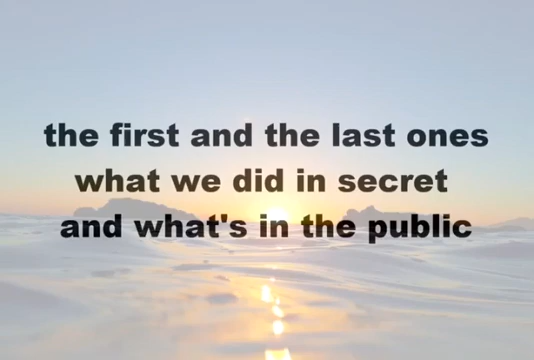 the first and the last ones
what we did in secret
and what's in the public